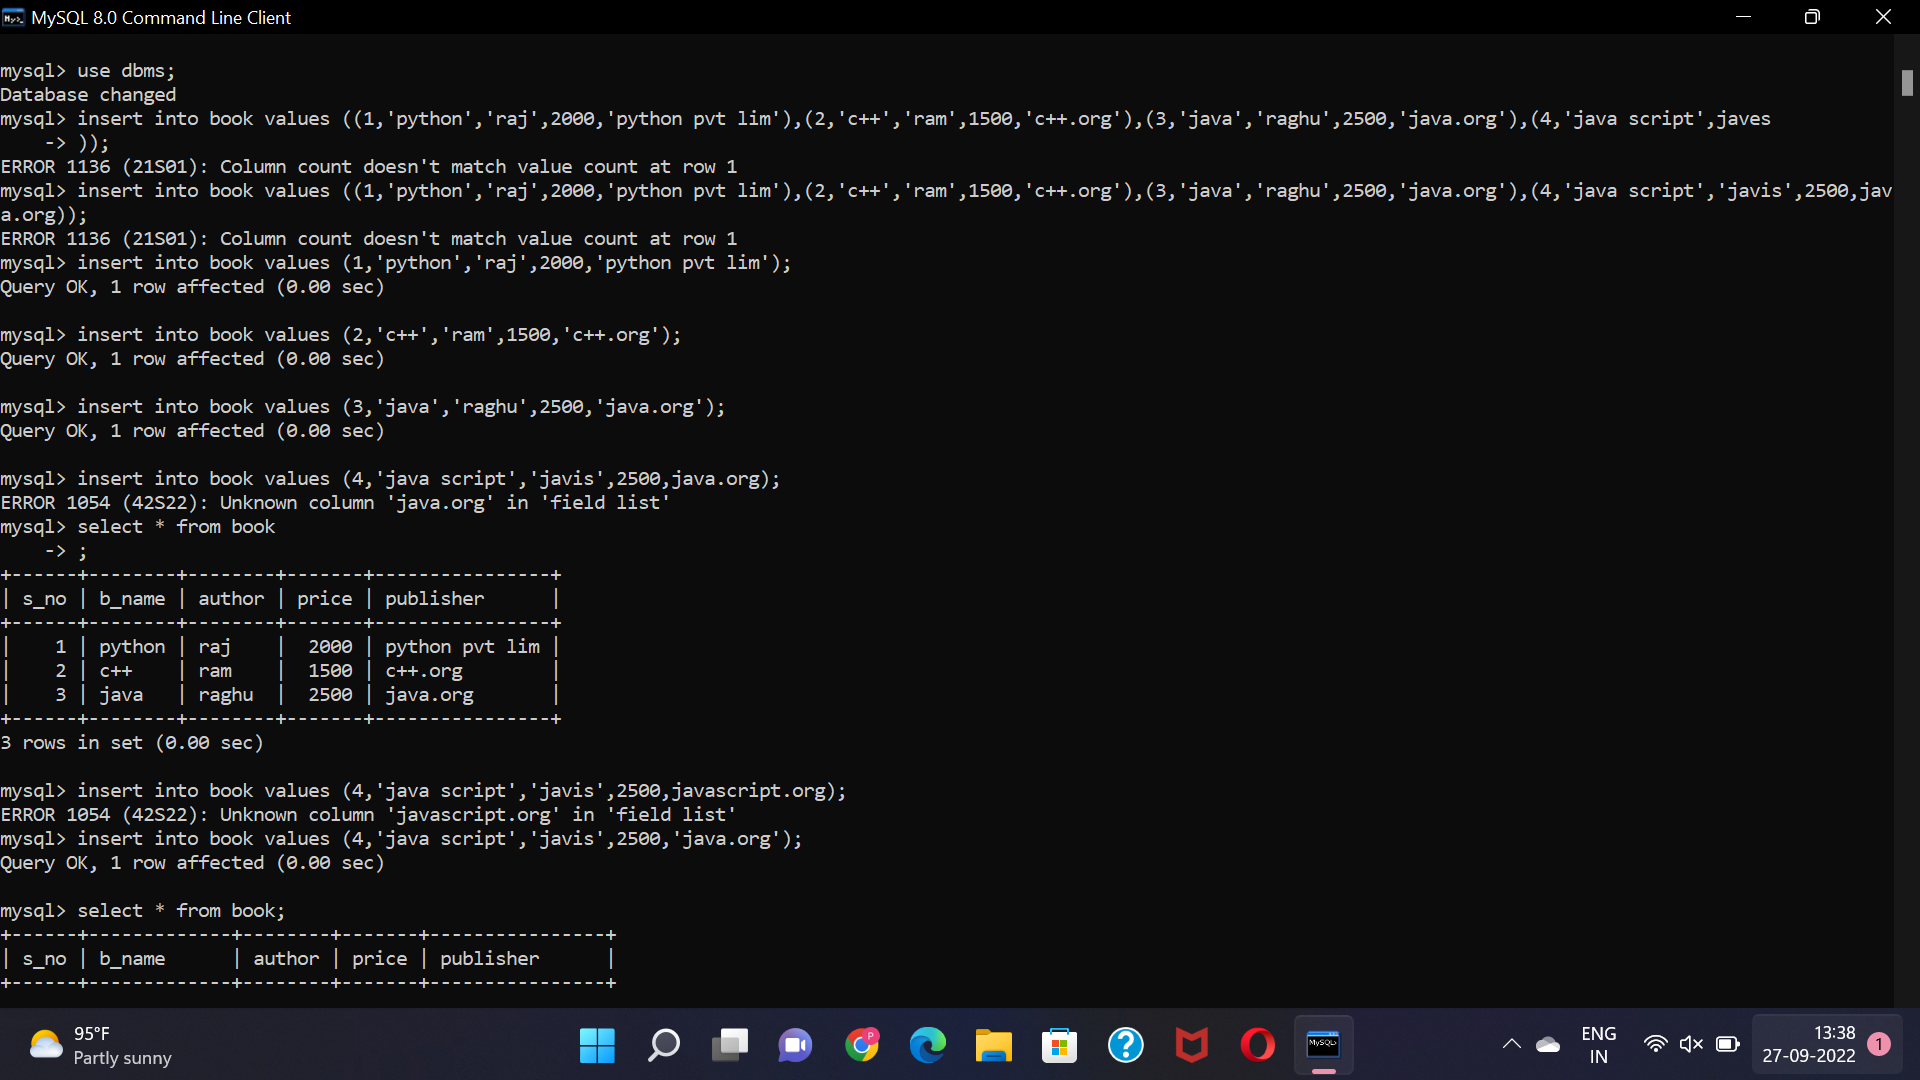 MySQL 8.0 Command Line Client
mysql> use dbms;
Database changed
mysql> insert into book values ((1,'python','raj',2000,'python pvt lim'),(2,'c++','ram',1500,'c++.org'),(3,'java','raghu',2500,'java.org'),(4,'java script',javes
    -> ));
ERROR 1136 (21S01): Column count doesn't match value count at row 1
mysql> insert into book values ((1,'python','raj',2000,'python pvt lim'),(2,'c++','ram',1500,'c++.org'),(3,'java','raghu',2500,'java.org'),(4,'java script','javis',2500,jav
a.org));
ERROR 1136 (21S01): Column count doesn't match value count at row 1
mysql> insert into book values (1,'python','raj',2000,'python pvt lim');
Query OK, 1 row affected (0.00 sec)
mysql> insert into book values (2,'c++','ram',1500,'c++.org');
Query OK, 1 row affected (0.00 sec)
mysql> insert into book values (3,'java','raghu',2500,'java.org');
Query OK, 1 row affected (0.00 sec)
mysql> insert into book values (4,'java script','javis',2500,java.org);
ERROR 1054 (42S22): Unknown column 'java.org' in 'field list'
mysql> select * from book
    -> ;
+------+--------+--------+-------+----------------+
| s_no | b_name | author | price | publisher      |
+------+--------+--------+-------+----------------+
|    1 | python | raj    |  2000 | python pvt lim |
|    2 | c++    | ram    |  1500 | c++.org        |
|    3 | java   | raghu  |  2500 | java.org       |
+------+--------+--------+-------+----------------+
3 rows in set (0.00 sec)
mysql> insert into book values (4,'java script','javis',2500,javascript.org);
ERROR 1054 (42S22): Unknown column 'javascript.org' in 'field list'
mysql> insert into book values (4,'java script','javis',2500,'java.org');
Query OK, 1 row affected (0.00 sec)
mysql> select * from book;
+------+-------------+--------+-------+----------------+
| s_no | b_name      | author | price | publisher      |
+------+-------------+--------+-------+----------------+
95°F
Partly sunny
P
MySQL>
ENG
IN
13:38
27-09-2022
1